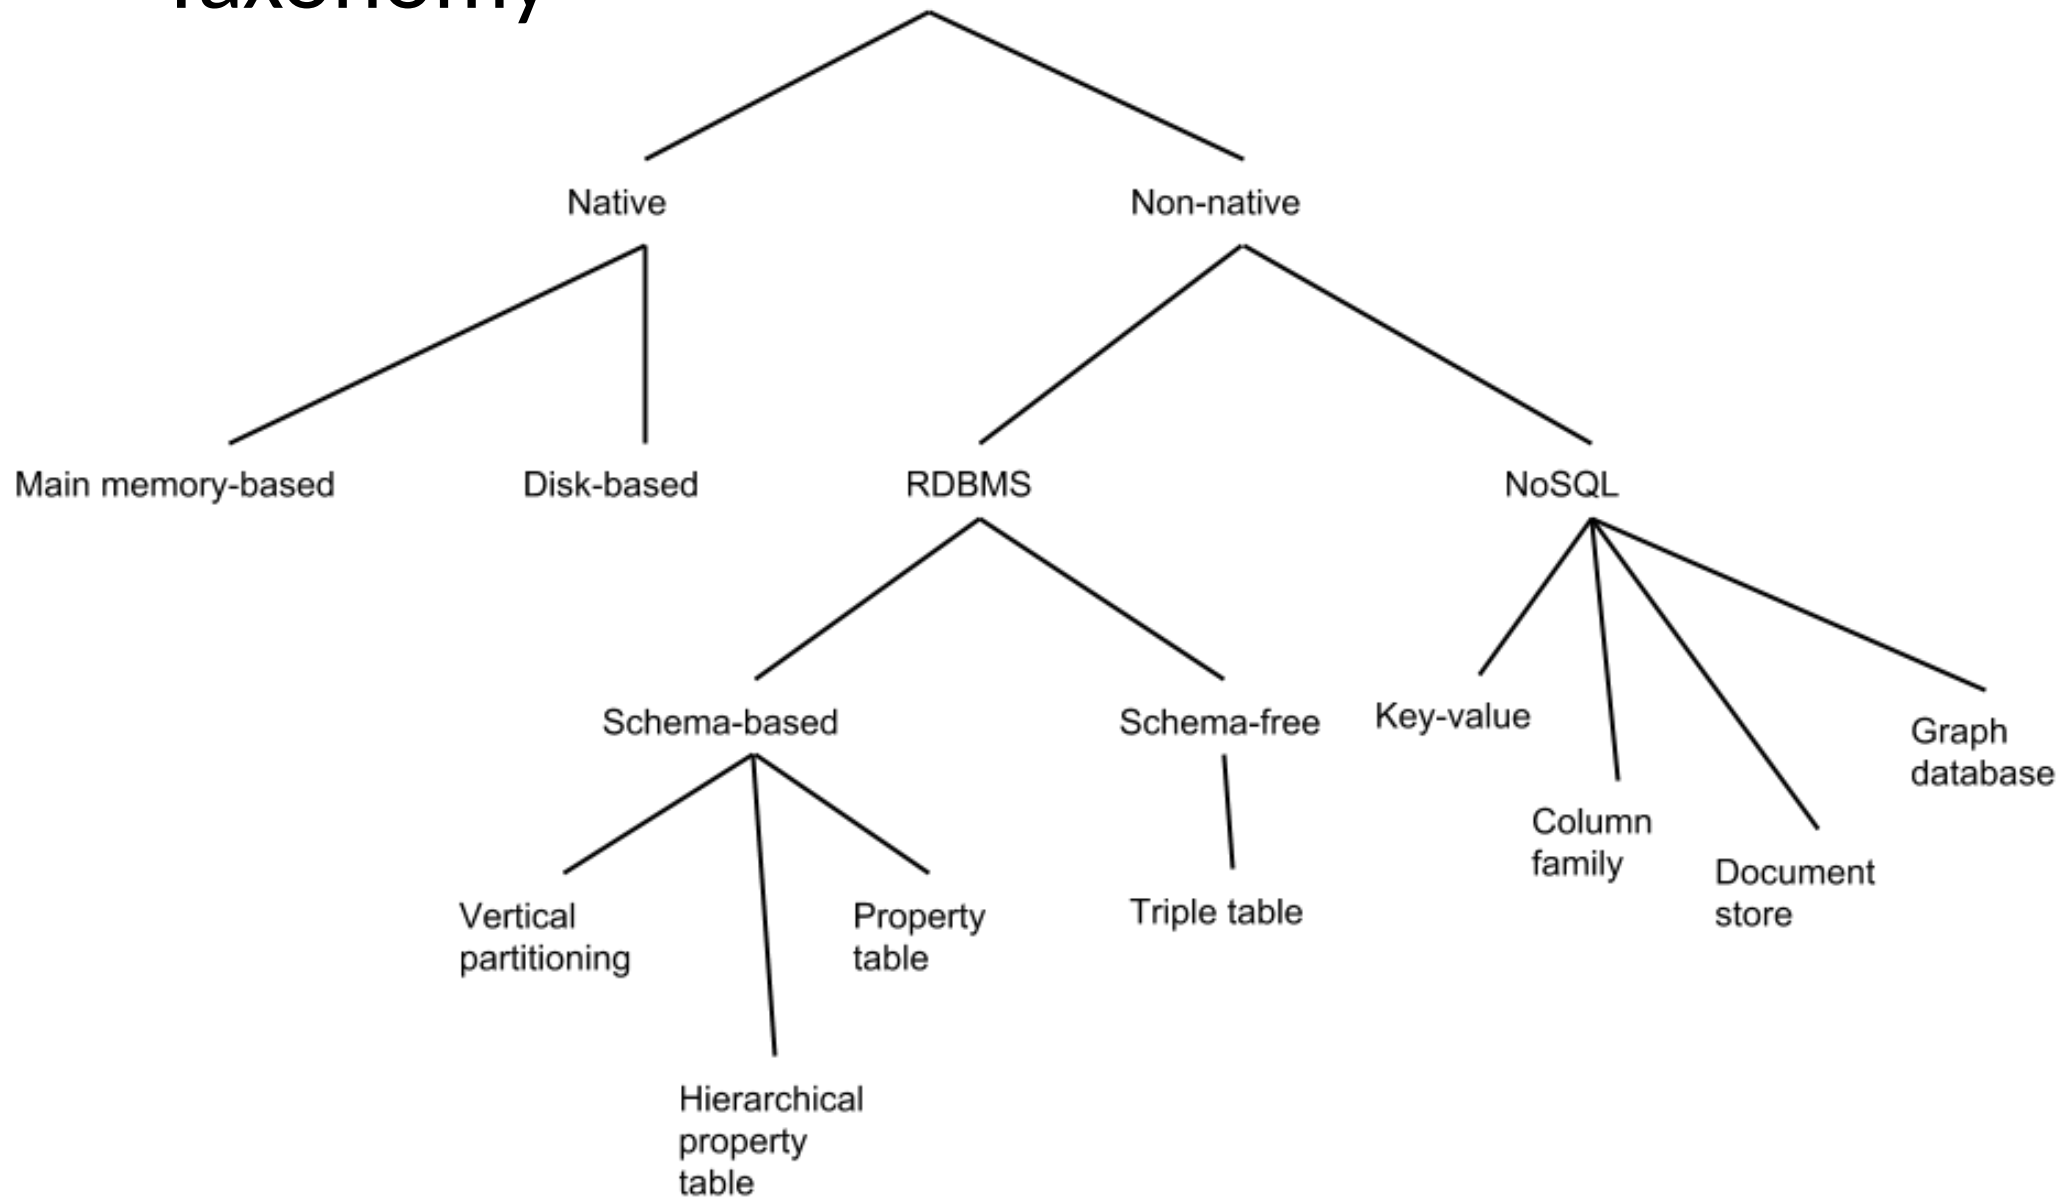 Taxonomy
Native
Non-native
Main memory-based
Disk-based
RDBMS
NoSQL
Schema-based
Schema-free
Key-value
Graph
database
Column
family
Document
store
Vertical
partitioning
Property
table
Triple table
Hierarchical
property
table